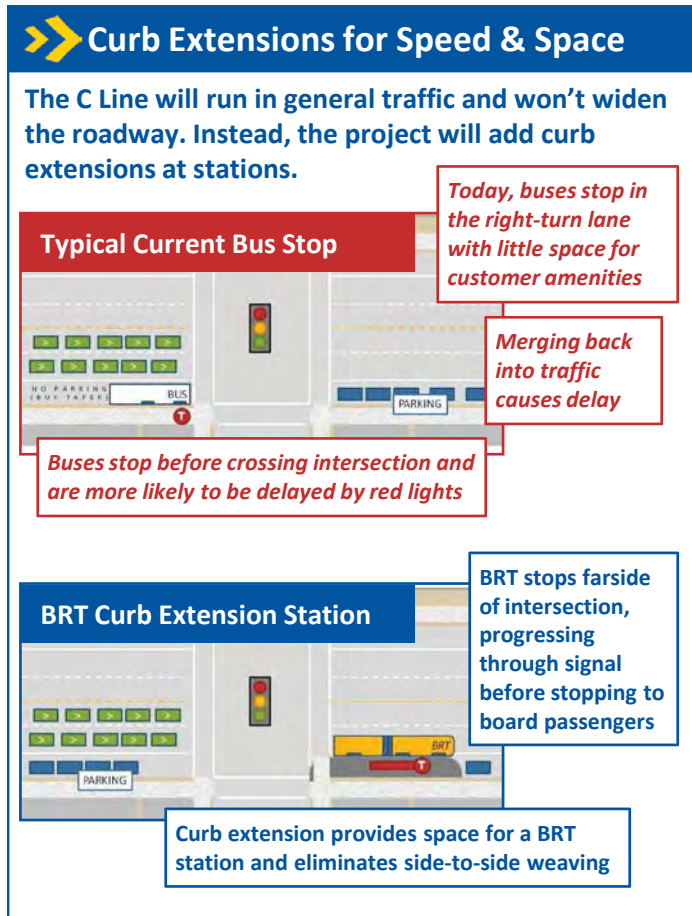 Curb Extensions for Speed & Space
The C Line will run in general traffic and won't widen
the roadway. Instead, the project will add curb
extensions at stations.
Today, buses stop in
the right-turn lane
with little space for
customer amenities
Typical Current Bus Stop
Merging back
into traffic
causes delay
NO PARKING
(BUS TAPER)
BUS
T
PARKING
Buses stop before crossing intersection and
are more likely to be delayed by red lights
BRT stops farside
of intersection,
progressing
through signal
before stopping to
board passengers
BRT Curb Extension Station
BRT
T
PARKING
Curb extension provides space for a BRT
station and eliminates side-to-side weaving